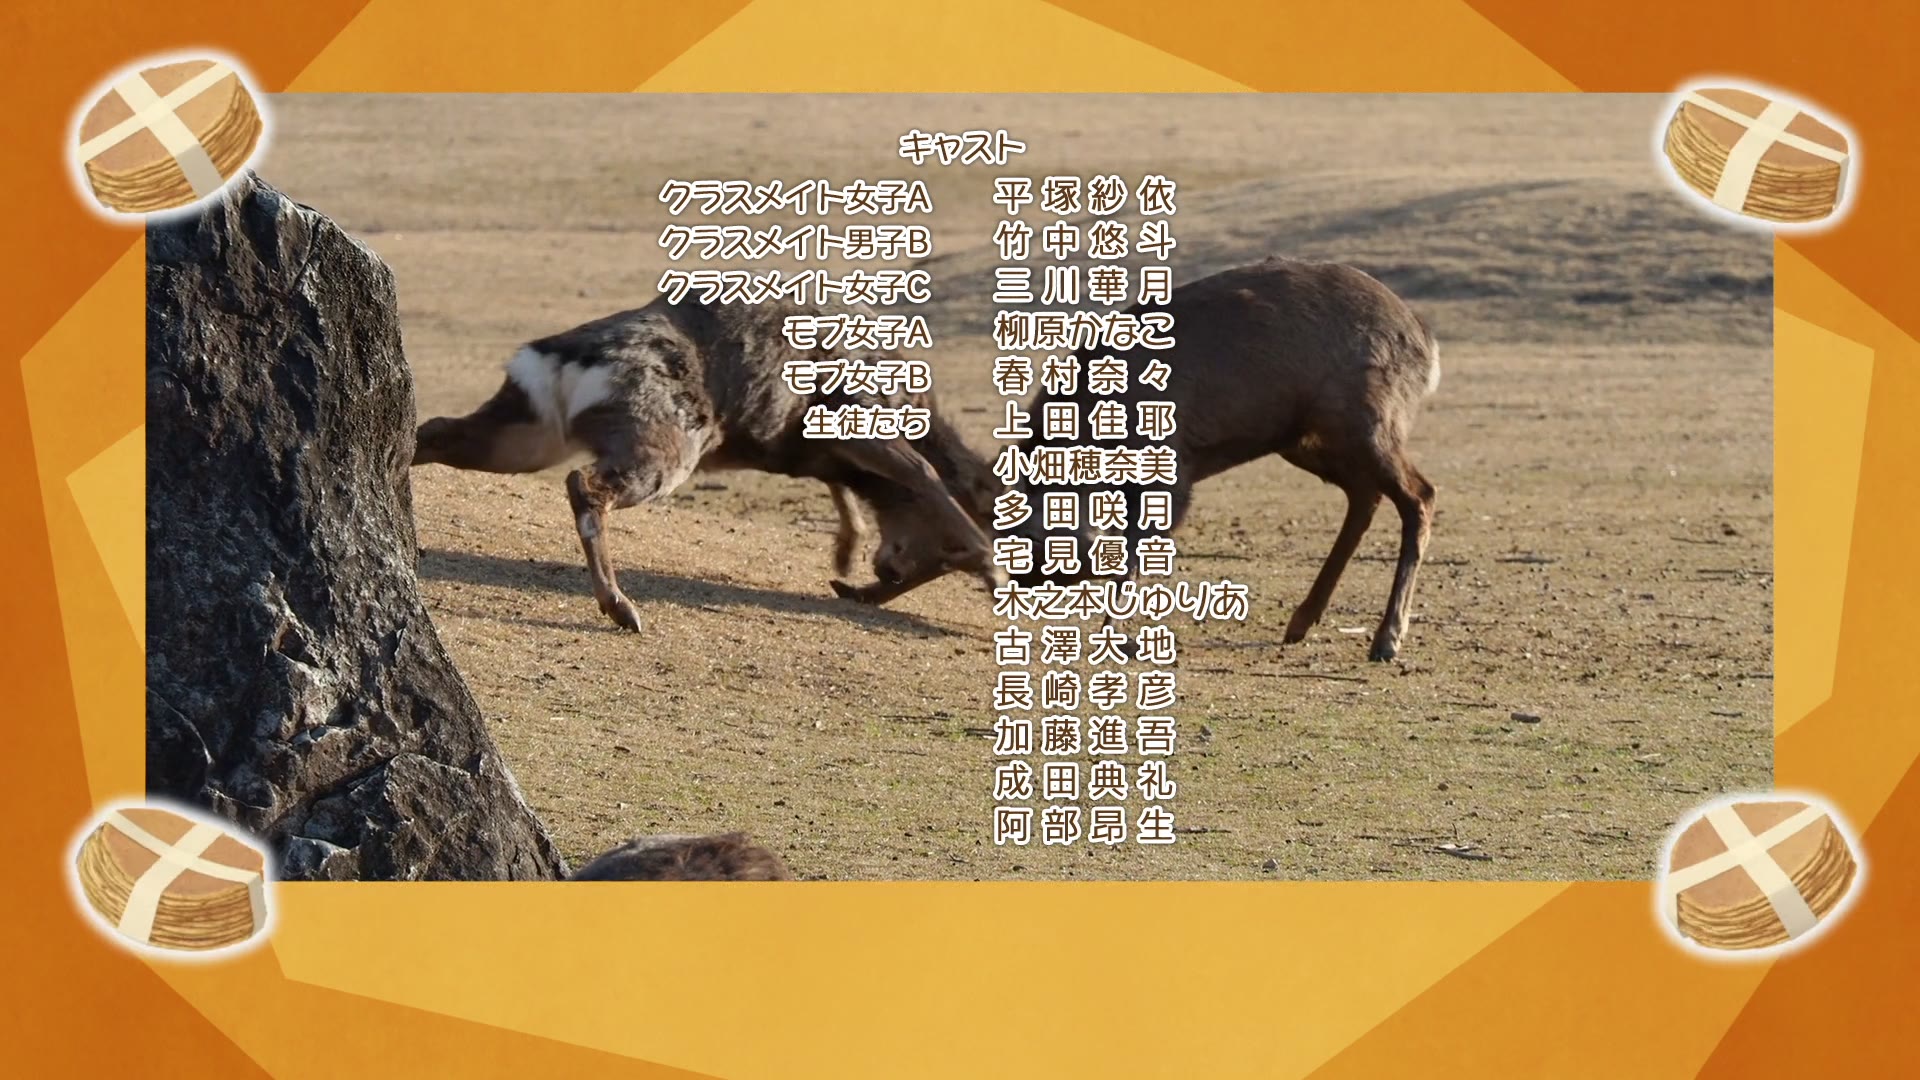 キャスト
クラスメイト女子A 平塚紗依
クラスメイト男子B 竹中悠斗
クラスメイト女子C 三川華月
モブ女子A 柳原かなこ
モブ女子B 春村奈々
生徒たち 上田佳耶
小畑穂奈美
多田咲月
宅見優音
木之本じゅりあ
古澤大地
長崎孝彦
加藤進吾
成田典礼
阿部昂生